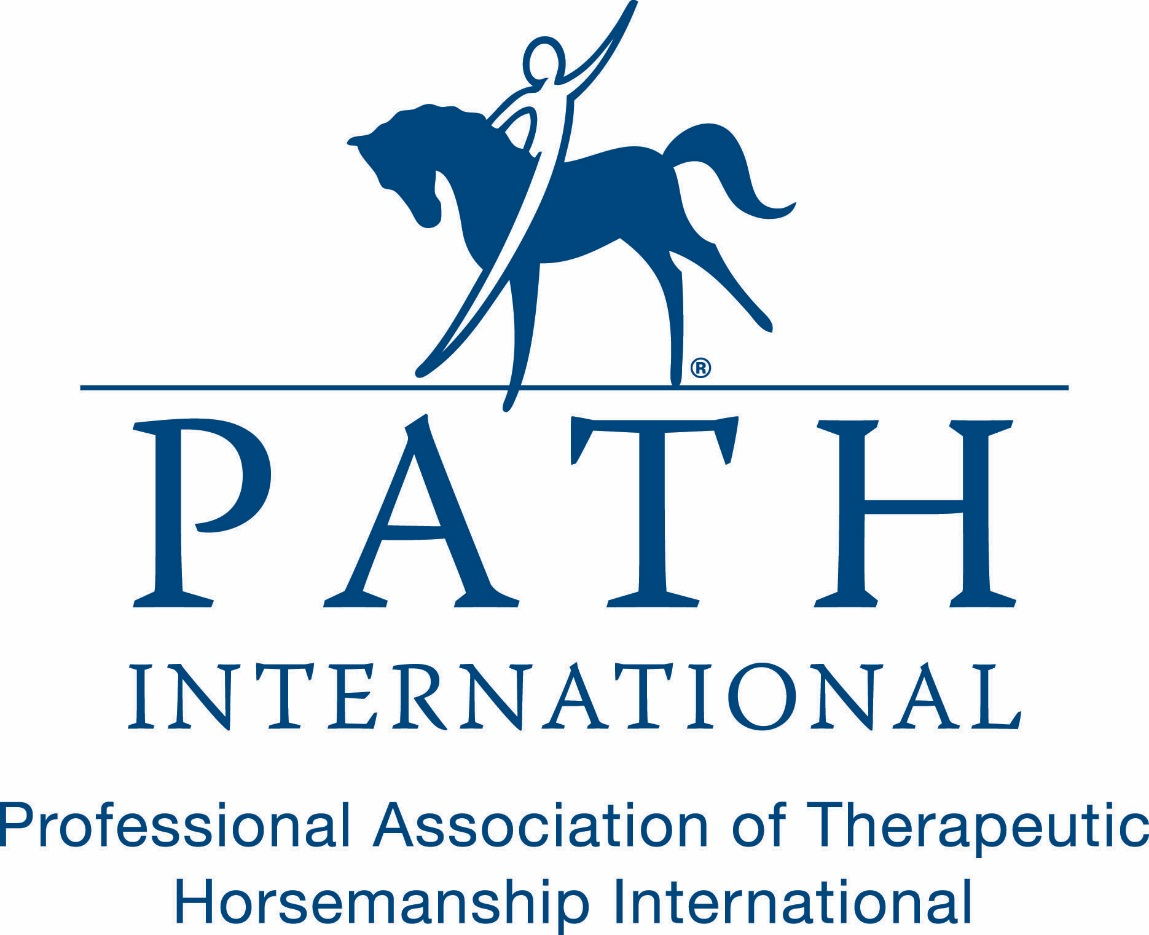 ®
PATH
INTERNATIONAL
Professional Association of Therapeutic
Horsemanship International